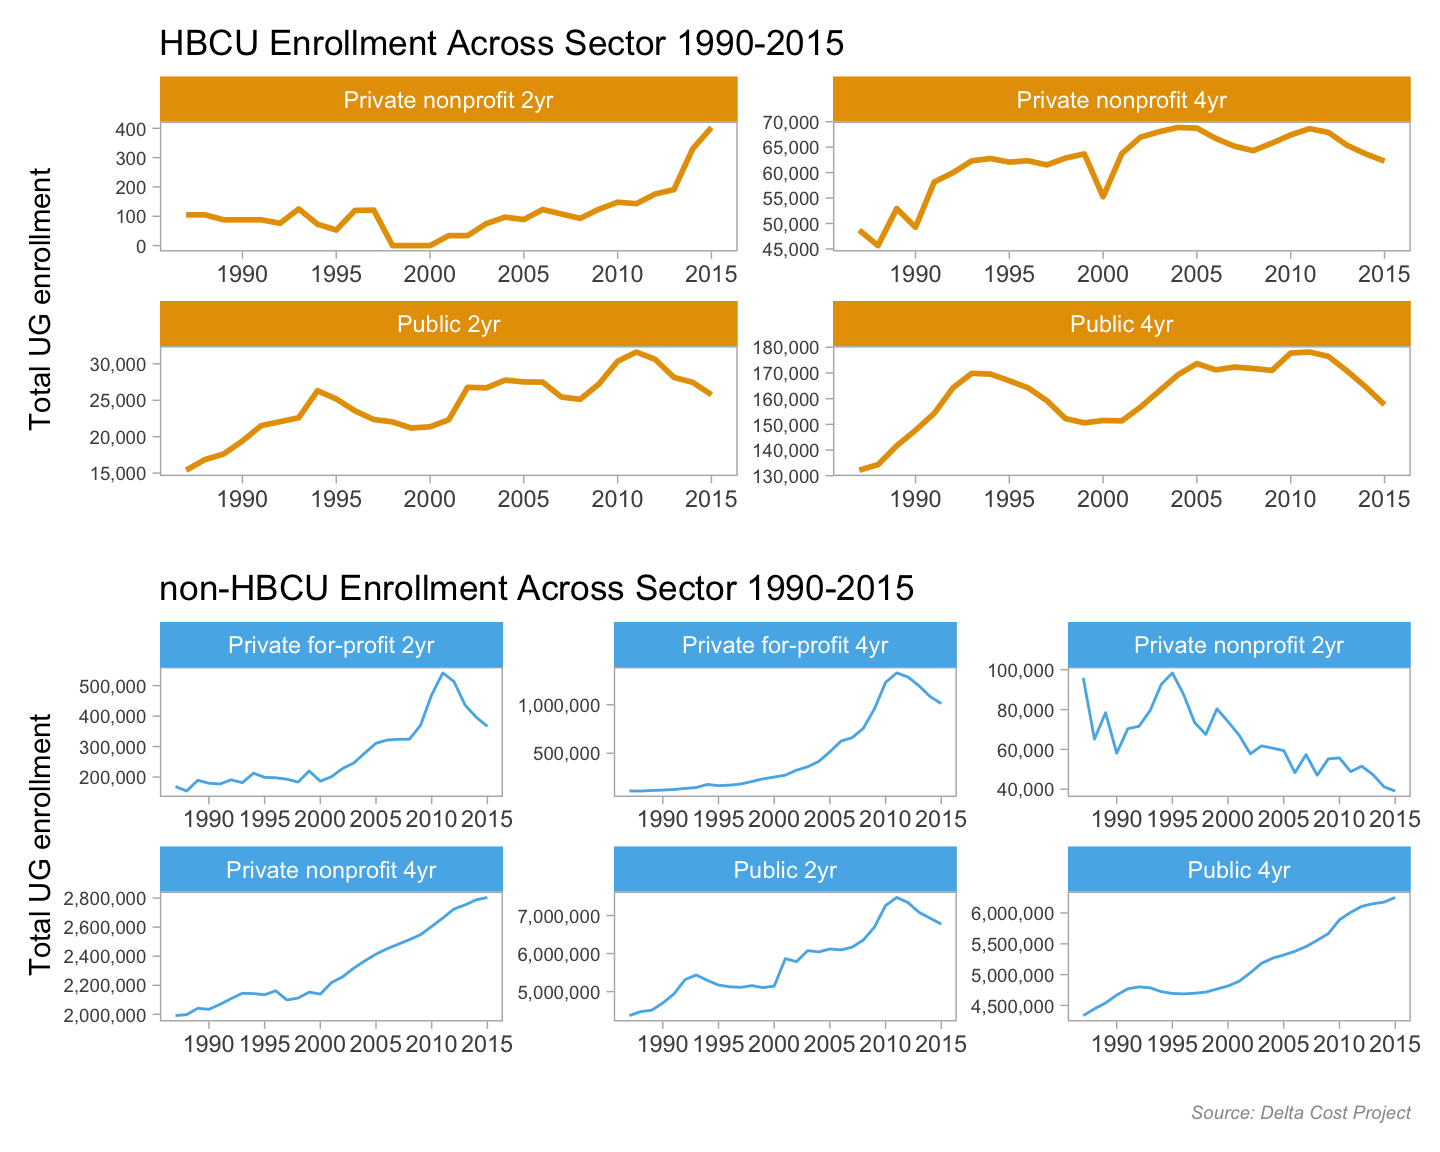 HBCU Enrollment Across Sector 1990-2015
Total UG enrollment
Private nonprofit 2yr
400
300
200
100
0
1990 1995 2000 2005 2010 2015
Private nonprofit 4yr
70,000
65,000
60,000
55,000
50,000
45,000
1990 1995 2000 2005 2010 2015
Public 2yr
30,000
25,000
20,000
15,000
1990 1995 2000 2005 2010 2015
Public 4yr
180,000
170,000
160,000
150,000
140,000
130,000
1990 1995 2000 2005 2010 2015
non-HBCU Enrollment Across Sector 1990-2015
Total UG enrollment
Private for-profit 2yr
500,000
400,000
300,000
200,000
1990 1995 2000 2005 2010 2015
Private for-profit 4yr
1,000,000
500,000
1990 1995 2000 2005 2010 2015
Private nonprofit 2yr
100,000
80,000
60,000
40,000
1990 1995 2000 2005 2010 2015
Private nonprofit 4yr
2,800,000
2,600,000
2,400,000
2,200,000
2,000,000
1990 1995 2000 2005 2010 2015
Public 2yr
7,000,000
6,000,000
5,000,000
1990 1995 2000 2005 2010 2015
Public 4yr
6,000,000
5,500,000
5,000,000
4,500,000
1990 1995 2000 2005 2010 2015
Source: Delta Cost Project